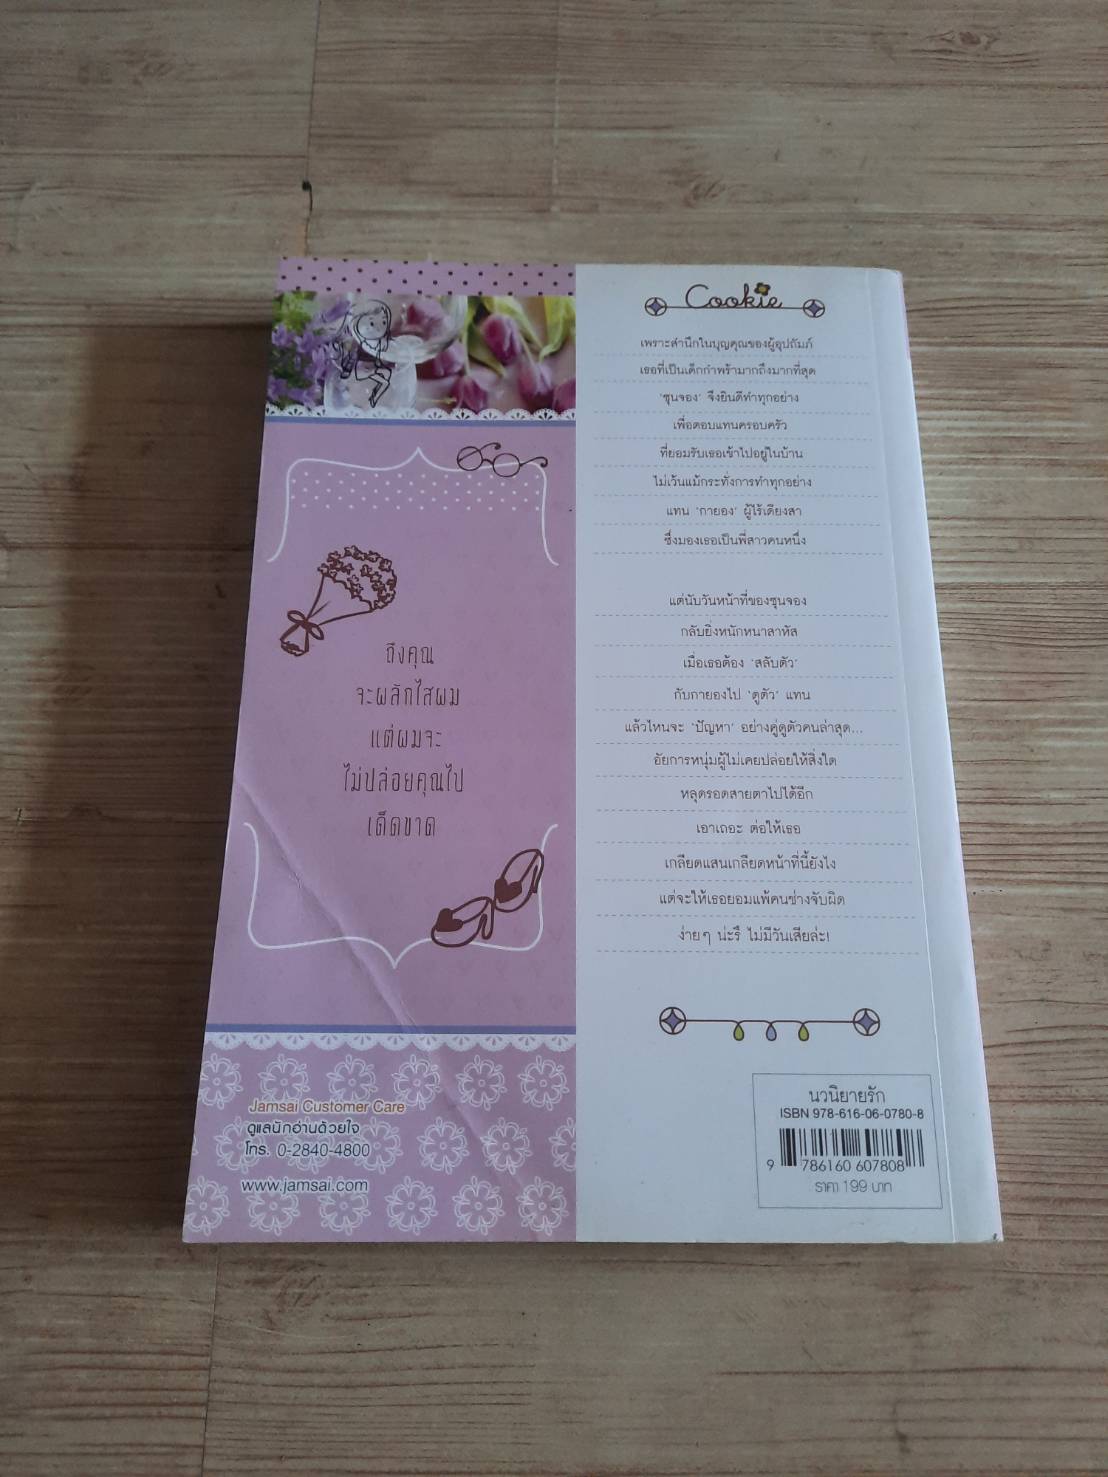 ถึงคุณ
จะผลักไสผม
แต่ผมจะ
ไม่ปล่อยคุณไป
เด็ดขาด
Jamsai Customer Care
ดูแลนักอ่านด้วยใจ
โทร. 0-2840-4800
www.jamsai.com
Cookie
เพราะสำนึกในบุญคุณของผู้อุปถัมภ์
เธอที่เป็นเด็กกำพร้ามากถึงมากที่สุด
'ซุนจอง' จึงยินดีทำทุกอย่าง
เพื่อตอบแทนครอบครัว
ที่ยอมรับเธอเข้าไปอยู่ในบ้าน
ไม่เว้นแม้กระทั่งการทำทุกอย่าง
แทน 'กายอง' ผู้ไร้เดียงสา
ซึ่งมองเธอเป็นพี่สาวคนหนึ่ง
แต่นับวันหน้าที่ของซุนจอง
กลับยิ่งหนักหนาสาหัส
เมื่อเธอต้อง 'สลับตัว'
กับกายองไป 'ดูตัว' แทน
แล้วไหนจะ 'ปัญหา' อย่างคู่ดูตัวคนล่าสุด...
อัยการหนุ่มผู้ไม่เคยปล่อยให้สิ่งใด
หลุดรอดสายตาไปได้อีก
เอาเถอะ ต่อให้เธอ
เกลียดแสนเกลียดหน้าที่นี้ยังไง
แต่จะให้เธอยอมแพ้คนช่างจับผิด
ง่ายๆ น่ะรึ ไม่มีวันเสียล่ะ!
นวนิยายรัก
ISBN 978-616-06-0780-8
9 786160 607808
ราคา 199 บาท